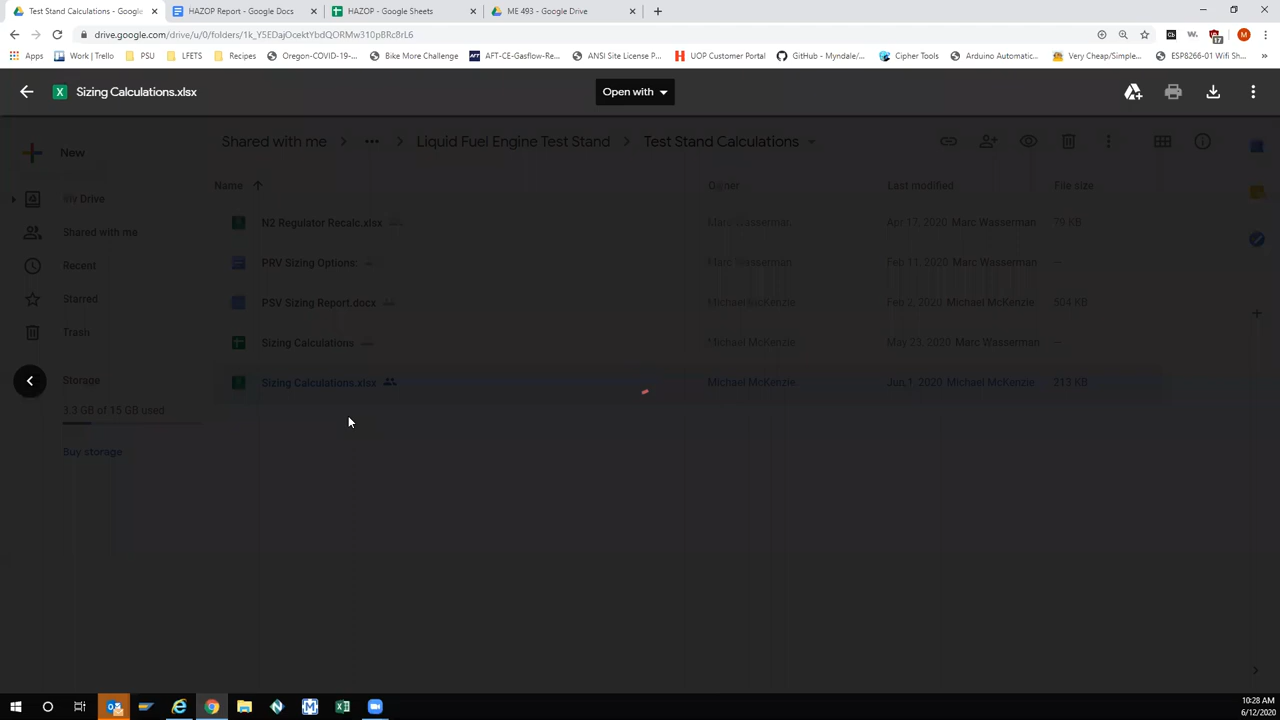 Test Stand Calculations - Google
HAZOP Report - Google Docs
HAZOP - Google Sheets
ME 493 - Google Drive
drive.google.com/drive/u/0/folders/1k_Y5EDajOcektYbdQORMw310pBRc8rL6
Apps
Work | Trello
PSU
LFETS
Recipes
Oregon-COVID-19-...
Bike More Challenge
AFT-CE-Gasflow-Re...
ANSI Site License P...
UOP Customer Portal
GitHub - Myndale/...
Cipher Tools
Arduino Automatic...
Very Cheap/Simple...
ESP8266-01 Wifi Sh...
Sizing Calculations.xlsx
Open with
New
Shared with me
Liquid Fuel Engine Test Stand
Test Stand Calculations
Name
Owner
Last modified
File size
My Drive
N2 Regulator Recalc.xlsx Marc Wasserman Apr 17, 2020 Marc Wasserman 79 KB
Shared with me
PRV Sizing Options Marc Wasserman Feb 11, 2020 Marc Wasserman —
Recent
Starred
PSV Sizing Report.docx Michael McKenzie Feb 2, 2020 Michael McKenzie 504 KB
Trash
Sizing Calculations Michael McKenzie May 23, 2020 Marc Wasserman —
Storage
Sizing Calculations.xlsx Michael McKenzie Jun 1, 2020 Michael McKenzie 213 KB
3.3 GB of 15 GB used
Buy storage
10:28 AM
6/12/2020